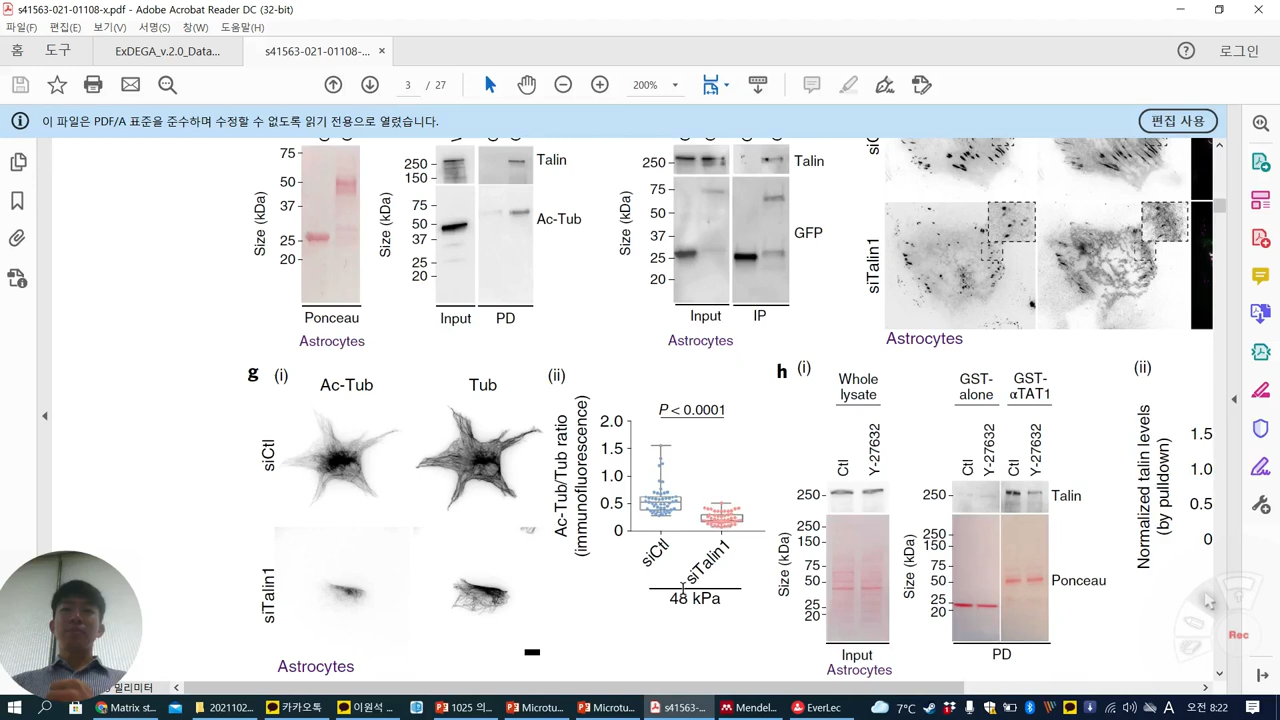 s41563-021-01108-x.pdf - Adobe Acrobat Reader DC (32-bit)
파일(F) 편집(E) 보기(V) 서명(S) 창(W) 도움말(H)
홈 도구 ExDEGA_v.2.0_Data... s41563-021-01108-... × 로그인
3 / 27 200%
이 파일은 PDF/A 표준을 준수하며 수정할 수 없도록 읽기 전용으로 열렸습니다. 편집 사용
Size (kDa)
75
50
37
25
20
Ponceau
Astrocytes
Size (kDa)
250
150
75
50
37
25
20
Talin
Ac-Tub
Input PD
Size (kDa)
250
75
50
37
25
20
Talin
GFP
Input IP
Astrocytes
siTalin1
Astrocytes
g (i) Ac-Tub Tub
siCtl
siTalin1
Astrocytes
(ii)
Ac-Tub/Tub ratio
(immunofluorescence)
P < 0.0001
2.0
1.5
1.0
0.5
0
siCtl siTalin1
48 kPa
h (i)
Whole
lysate
Ctl Y-27632
Size (kDa)
250
250
150
75
50
25
20
Input
Astrocytes
GST-
alone
GST-
αTAT1
Ctl Y-27632 Ctl Y-27632
Size (kDa)
250
250
150
75
50
25
20
Talin
Ponceau
PD
(ii)
Normalized talin levels
(by pulldown)
1.5
1.0
0.5
0
Rec
밀리미터
Matrix st... 2021102... 카카오톡 이원석 ... 1025 의... Microtu... Microtu... s41563-... Mendel... EverLec
7°C A 오전 8:22